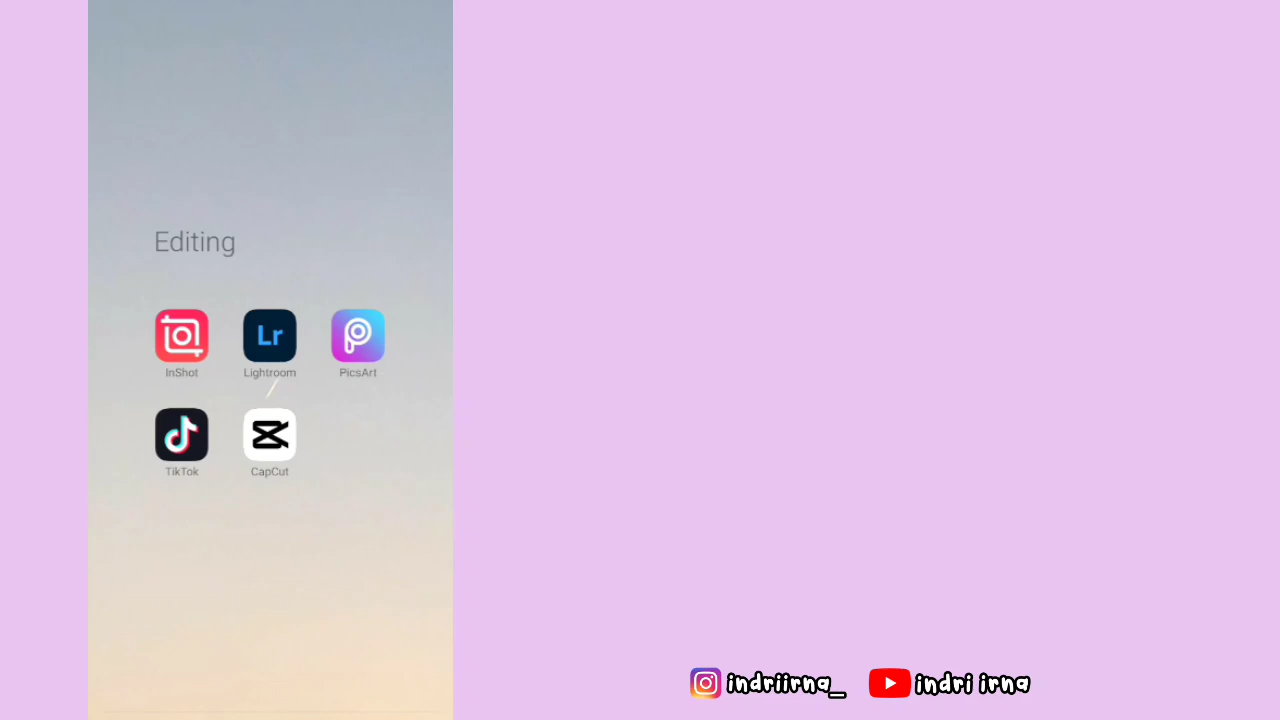 Editing
InShot
Lr
Lightroom
PicsArt
TikTok
CapCut
indriirna_
indri irna